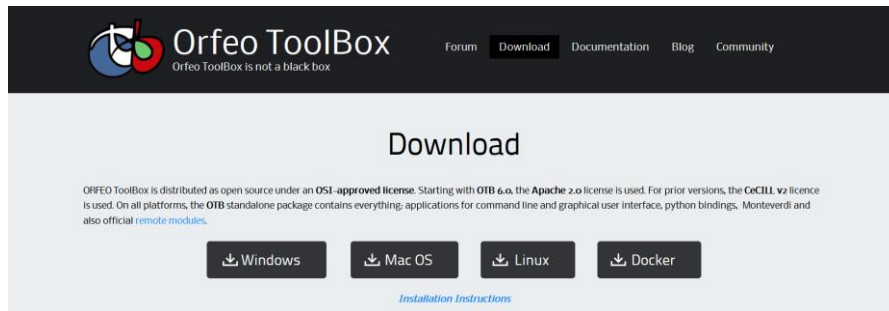 Orfeo ToolBox
Orfeo ToolBox is not a black box
Forum Download Documentation Blog Community
Download
ORFEO ToolBox is distributed as open source under an OSI-approved license. Starting with OTB 6.0, the Apache 2.0 license is used. For prior versions, the CeCILL v2 licence
is used. On all platforms, the OTB standalone package contains everything: applications for command line and graphical user interface, python bindings, Monteverdi and
also official remote modules.
Windows Mac OS Linux Docker
Installation Instructions